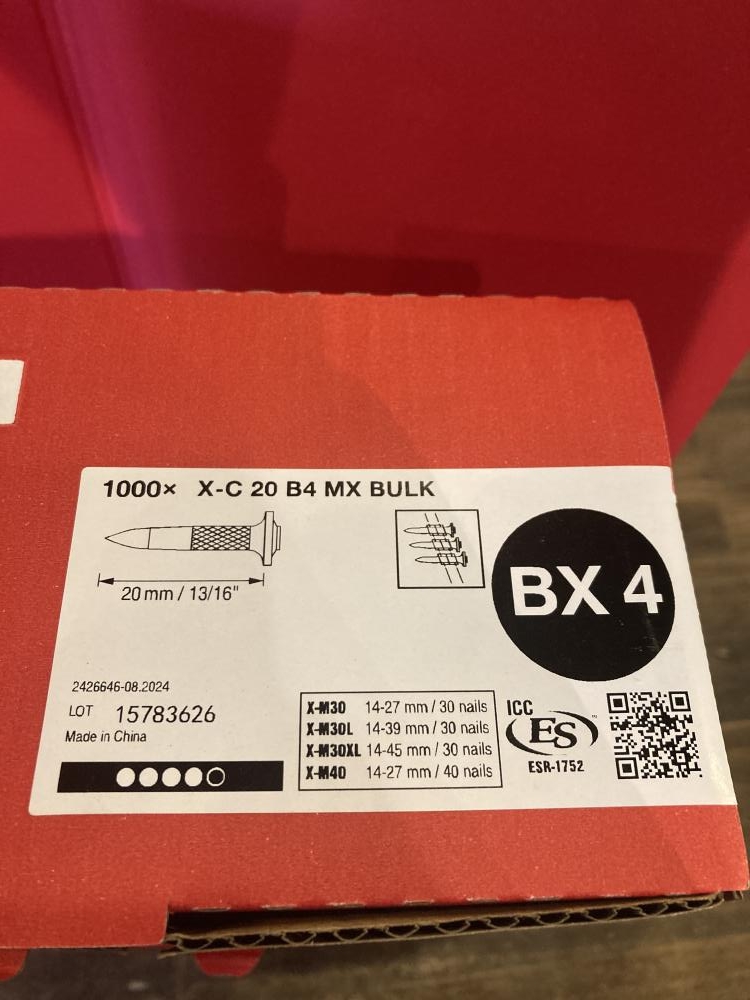 1000× X-C 20 B4 MX BULK
20 mm / 13/16"
BX 4
2426646-08.2024
LOT 15783626
Made in China
X-M30 14-27 mm / 30 nails
X-M30L 14-39 mm / 30 nails
X-M30XL 14-45 mm / 30 nails
X-M40 14-27 mm / 40 nails
ICC
ES™
ESR-1752